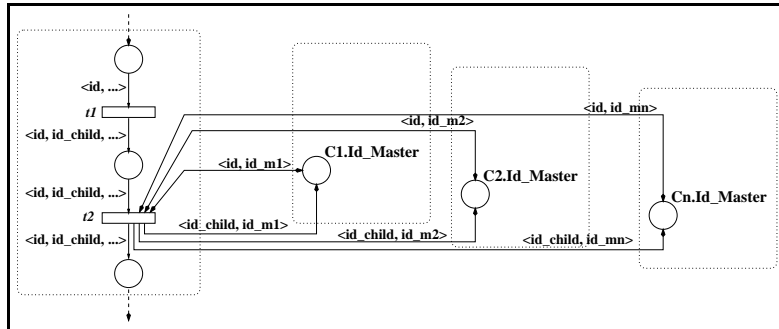 <id, ...>
t1
<id, id_mn>
<id, id_m2>
<id, id_child, ...>
<id, id_m1>
C1.Id_Master
C2.Id_Master
<id, id_child, ...>
Cn.Id_Master
t2
<id_child, id_m1>
<id, id_child, ...>
<id_child, id_m2>
<id_child, id_mn>